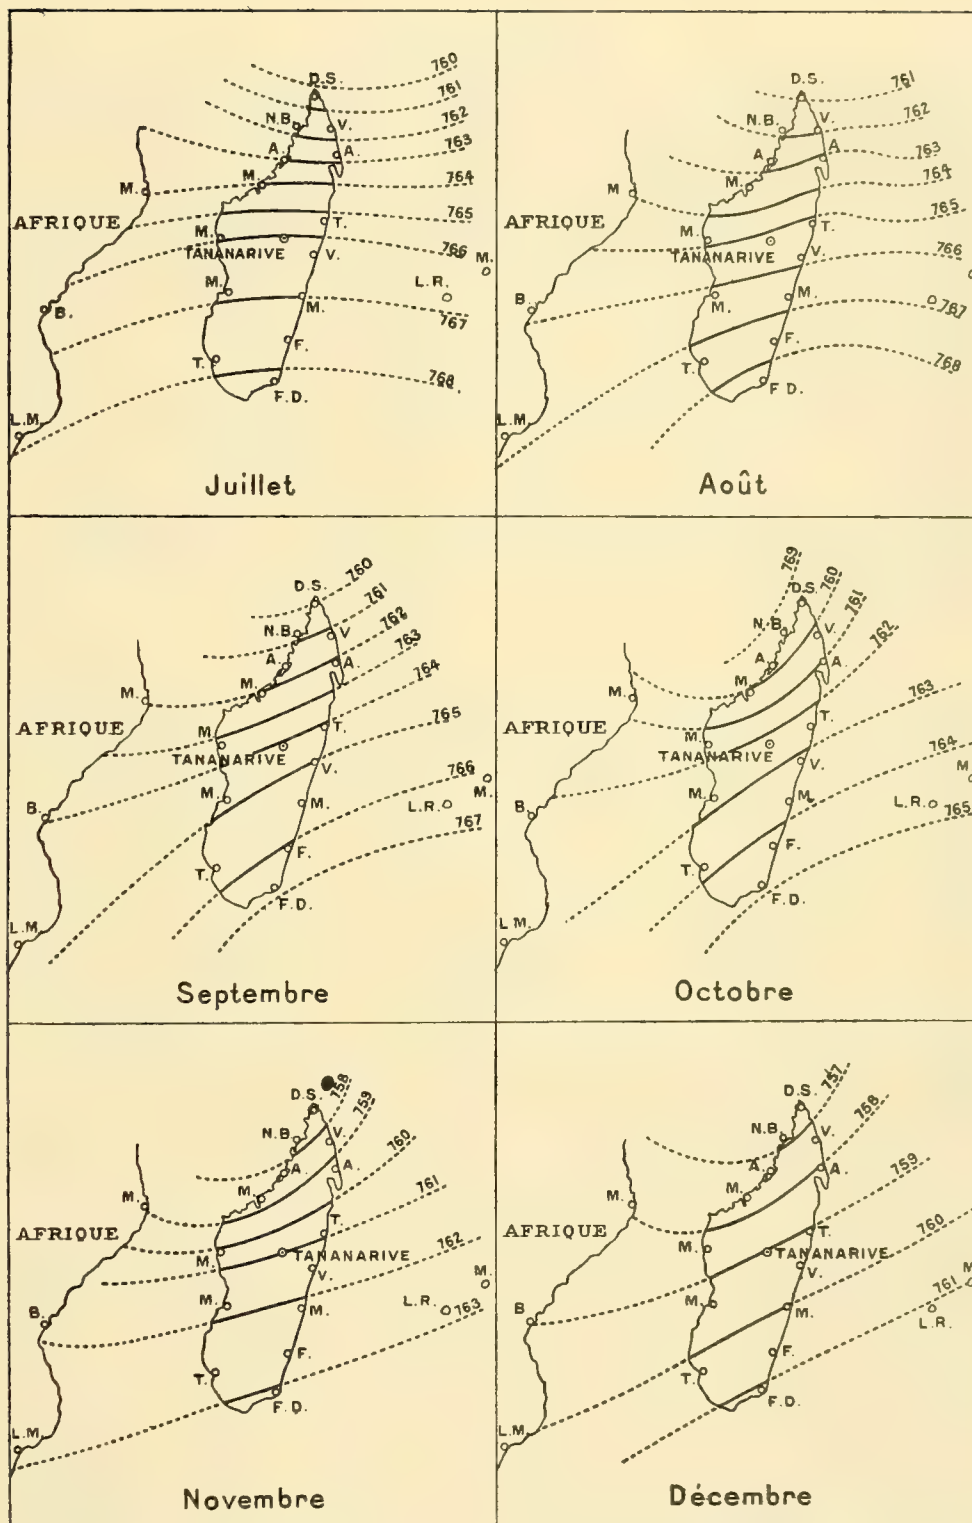 760
D.S.
761
N.B.
V.
762
A.
A.
763
M.
M.
764
AFRIQUE
765
M.
T.
TANANARIVE
766
V.
M.
M.
L.R.
B.
M.
767
F.
T.
768
F.D.
L.M.
Juillet
761
D.S.
N.B.
V.
762
A.
A
763
M
M.
764
AFRIQUE
765
M.
T.
TANANARIVE
V.
766
B.
M.
M.
787
F.
T.
768
F.D.
L.M.
Août
760
D.S.
761
N.B.
V.
762
A.
A.
763
M.
M.
764
AFRIQUE
765
M.
T.
TANANARIVE
V.
766
M.
B.
M.
M.
L.R.
767
F.
T.
F.D.
L.M.
Septembre
769
760
D.S.
761
N.B.
V.
762
A.
A.
M.
M.
763
AFRIQUE
M.
T.
764
TANANARIVE
V.
M.
B.
M.
M.
L.R.
765
F.
T.
F.D.
L.M.
Octobre
758
D.S.
759
N.B.
V.
760
A.
A.
M.
M.
761
AFRIQUE
T.
M.
TANANARIVE
762
V.
M.
B.
M.
M.
L.R.
763
F.
T.
F.D.
L.M.
Novembre
757
D.S.
758
N.B.
V.
A.
A.
759
M.
M.
AFRIQUE
T.
760
M.
TANANARIVE
V.
761
M
B.
M.
M.
L.R.
F.
T.
F.D.
L.M.
Décembre